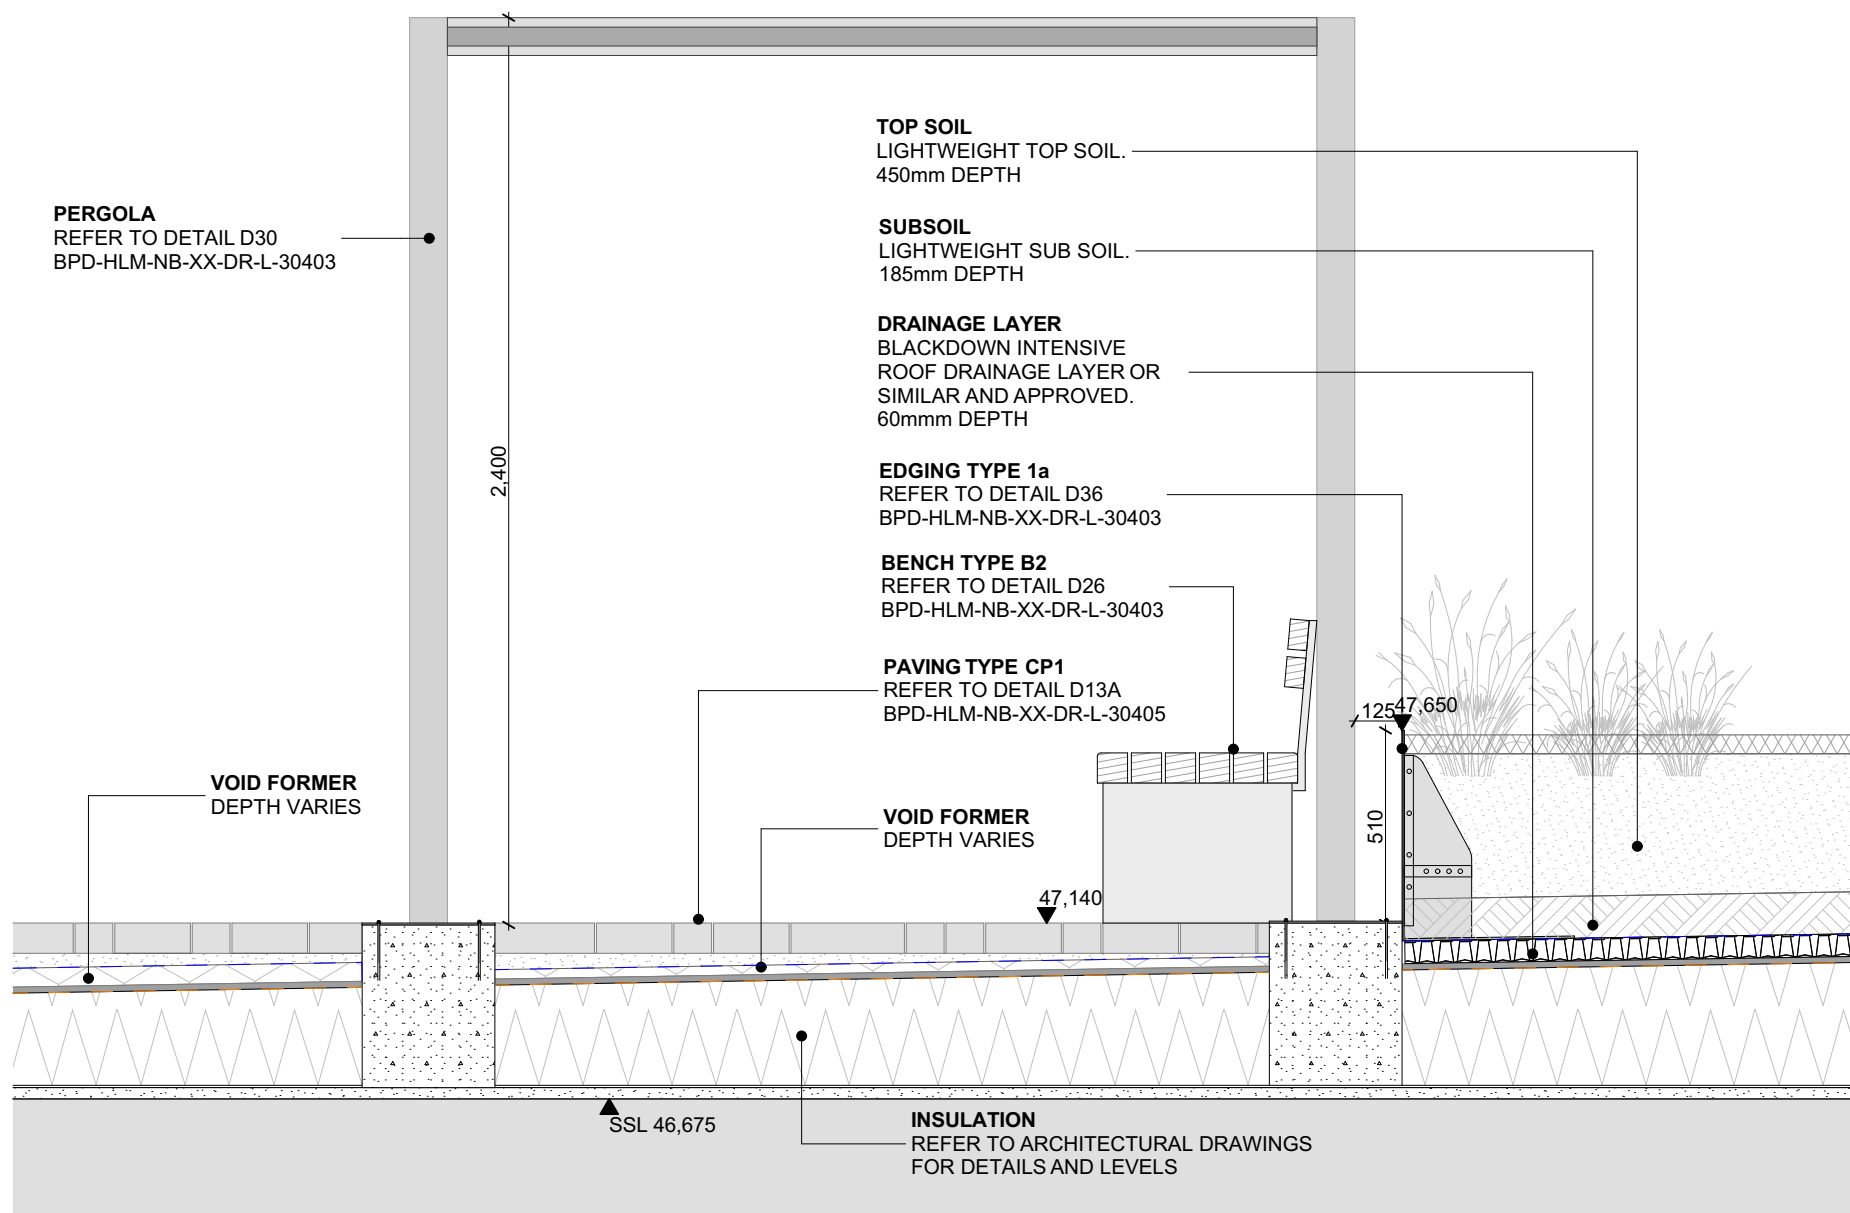 TOP SOIL
LIGHTWEIGHT TOP SOIL.
450mm DEPTH
PERGOLA
REFER TO DETAIL D30
BPD-HLM-NB-XX-DR-L-30403
SUBSOIL
LIGHTWEIGHT SUB SOIL.
185mm DEPTH
DRAINAGE LAYER
BLACKDOWN INTENSIVE
ROOF DRAINAGE LAYER OR
SIMILAR AND APPROVED.
60mmm DEPTH
2,400
EDGING TYPE 1a
REFER TO DETAIL D36
BPD-HLM-NB-XX-DR-L-30403
BENCH TYPE B2
REFER TO DETAIL D26
BPD-HLM-NB-XX-DR-L-30403
PAVING TYPE CP1
REFER TO DETAIL D13A
BPD-HLM-NB-XX-DR-L-30405
125
47,650
VOID FORMER
DEPTH VARIES
VOID FORMER
DEPTH VARIES
510
47,140
SSL 46,675
INSULATION
REFER TO ARCHITECTURAL DRAWINGS
FOR DETAILS AND LEVELS